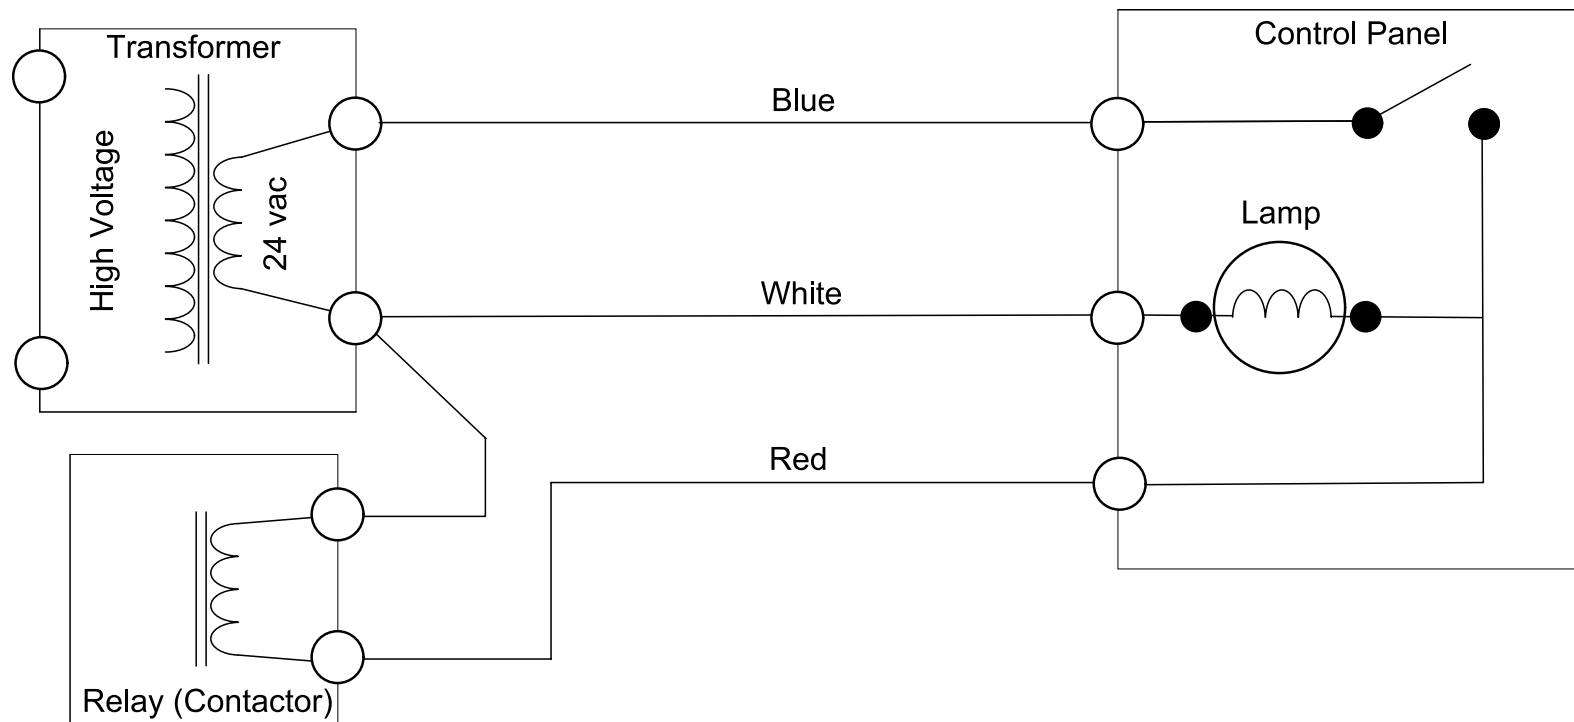 Transformer
Control Panel
Blue
High Voltage
24 vac
Lamp
White
Red
Relay (Contactor)